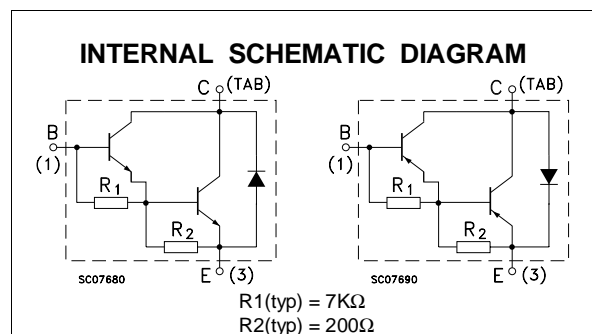 INTERNAL SCHEMATIC DIAGRAM
C (TAB)
B
(1)
R1
R2
E (3)
SC07680
C (TAB)
B
(1)
R1
R2
E (3)
SC07690
R1(typ) = 7KΩ
R2(typ) = 200Ω